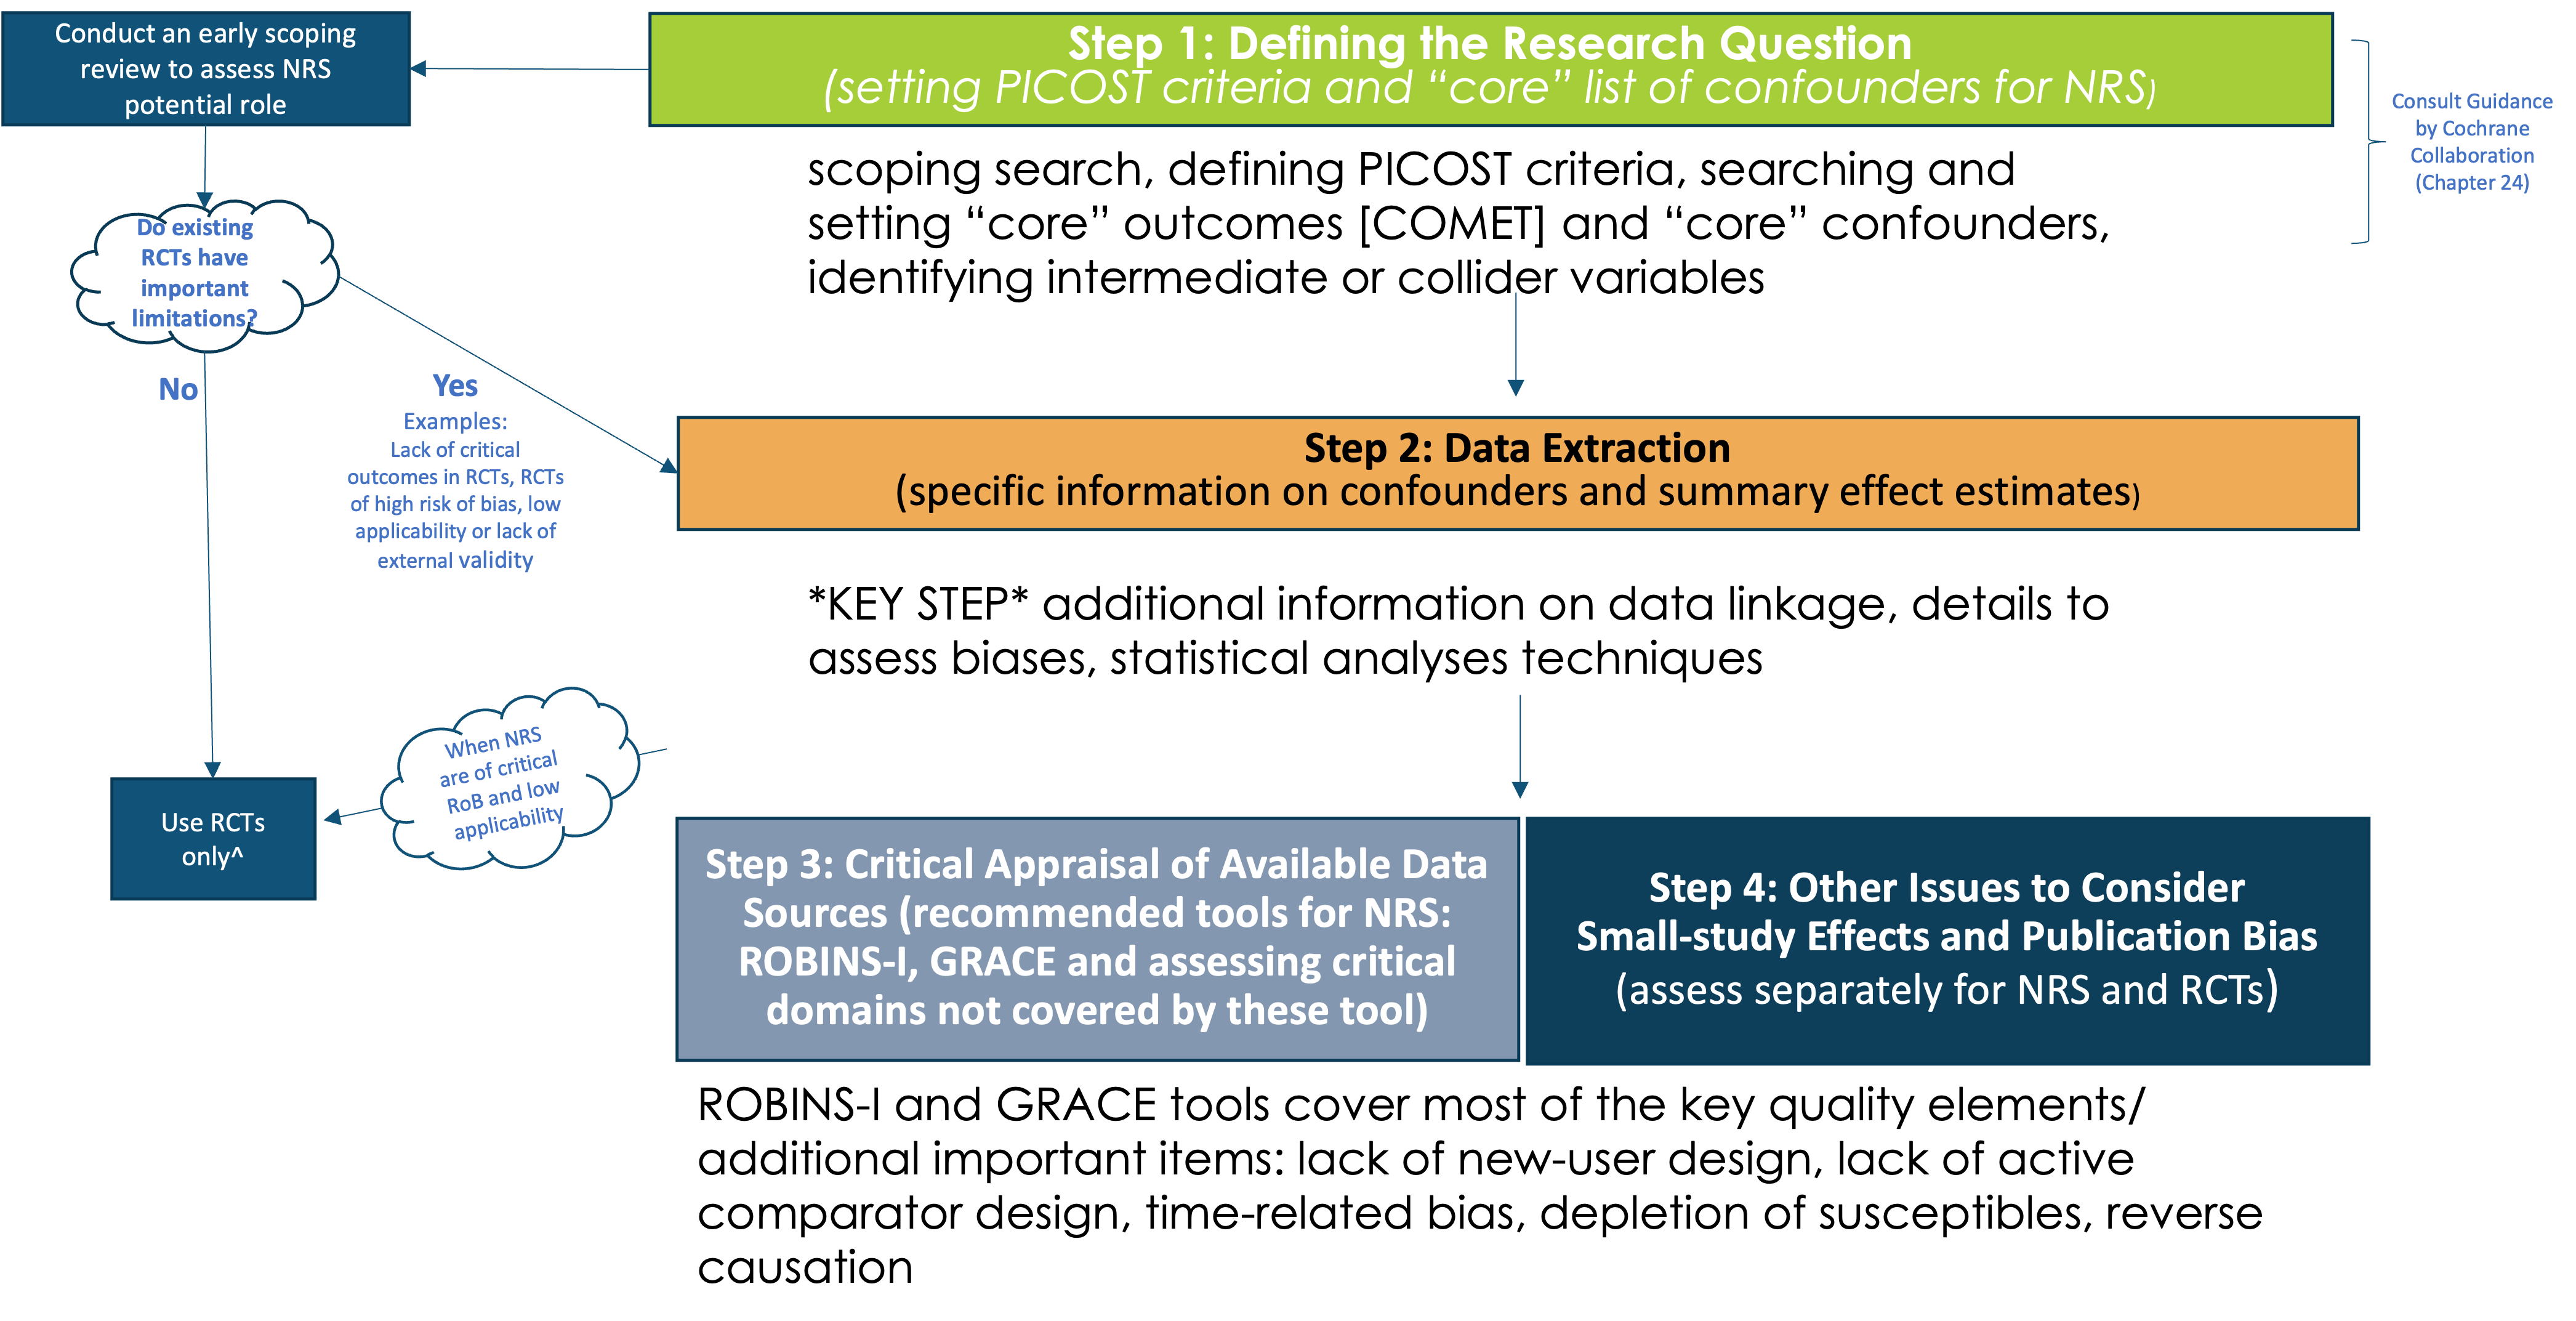 Conduct an early scoping
review to assess NRS
potential role
Step 1: Defining the Research Question
(setting PICOST criteria and “core” list of confounders for NRS)
Consult Guidance
by Cochrane
Collaboration
(Chapter 24)
scoping search, defining PICOST criteria, searching and
setting “core” outcomes [COMET] and “core” confounders,
identifying intermediate or collider variables
Do existing
RCTs have
important
limitations?
No
Yes
Examples:
Lack of critical
outcomes in RCTs, RCTs
of high risk of bias, low
applicability or lack of
external validity
Step 2: Data Extraction
(specific information on confounders and summary effect estimates)
*KEY STEP* additional information on data linkage, details to
assess biases, statistical analyses techniques
When NRS
are of critical
RoB and low
applicability
Use RCTs
only^
Step 3: Critical Appraisal of Available Data
Sources (recommended tools for NRS:
ROBINS-I, GRACE and assessing critical
domains not covered by these tool)
Step 4: Other Issues to Consider
Small-study Effects and Publication Bias
(assess separately for NRS and RCTs)
ROBINS-I and GRACE tools cover most of the key quality elements/
additional important items: lack of new-user design, lack of active
comparator design, time-related bias, depletion of susceptibles, reverse
causation